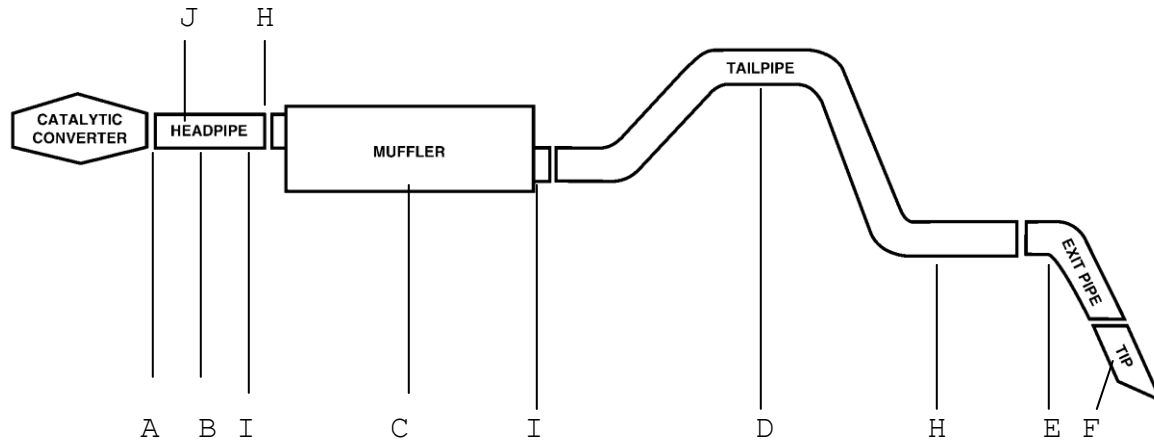 J H
TAILPIPE
CATALYTIC
CONVERTER
HEADPIPE
MUFFLER
EXIT PIPE
TIP
A B I C I D H E F